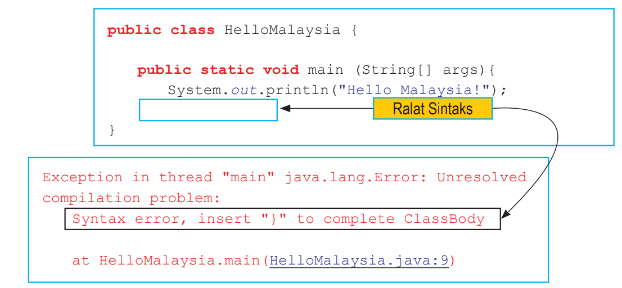 public class HelloMalaysia {
public static void main (String[] args){
System.out.println("Hello Malaysia!");
Ralat Sintaks
}
Exception in thread "main" java.lang.Error: Unresolved
compilation problem:
Syntax error, insert "}" to complete ClassBody
at HelloMalaysia.main(HelloMalaysia.java:9)